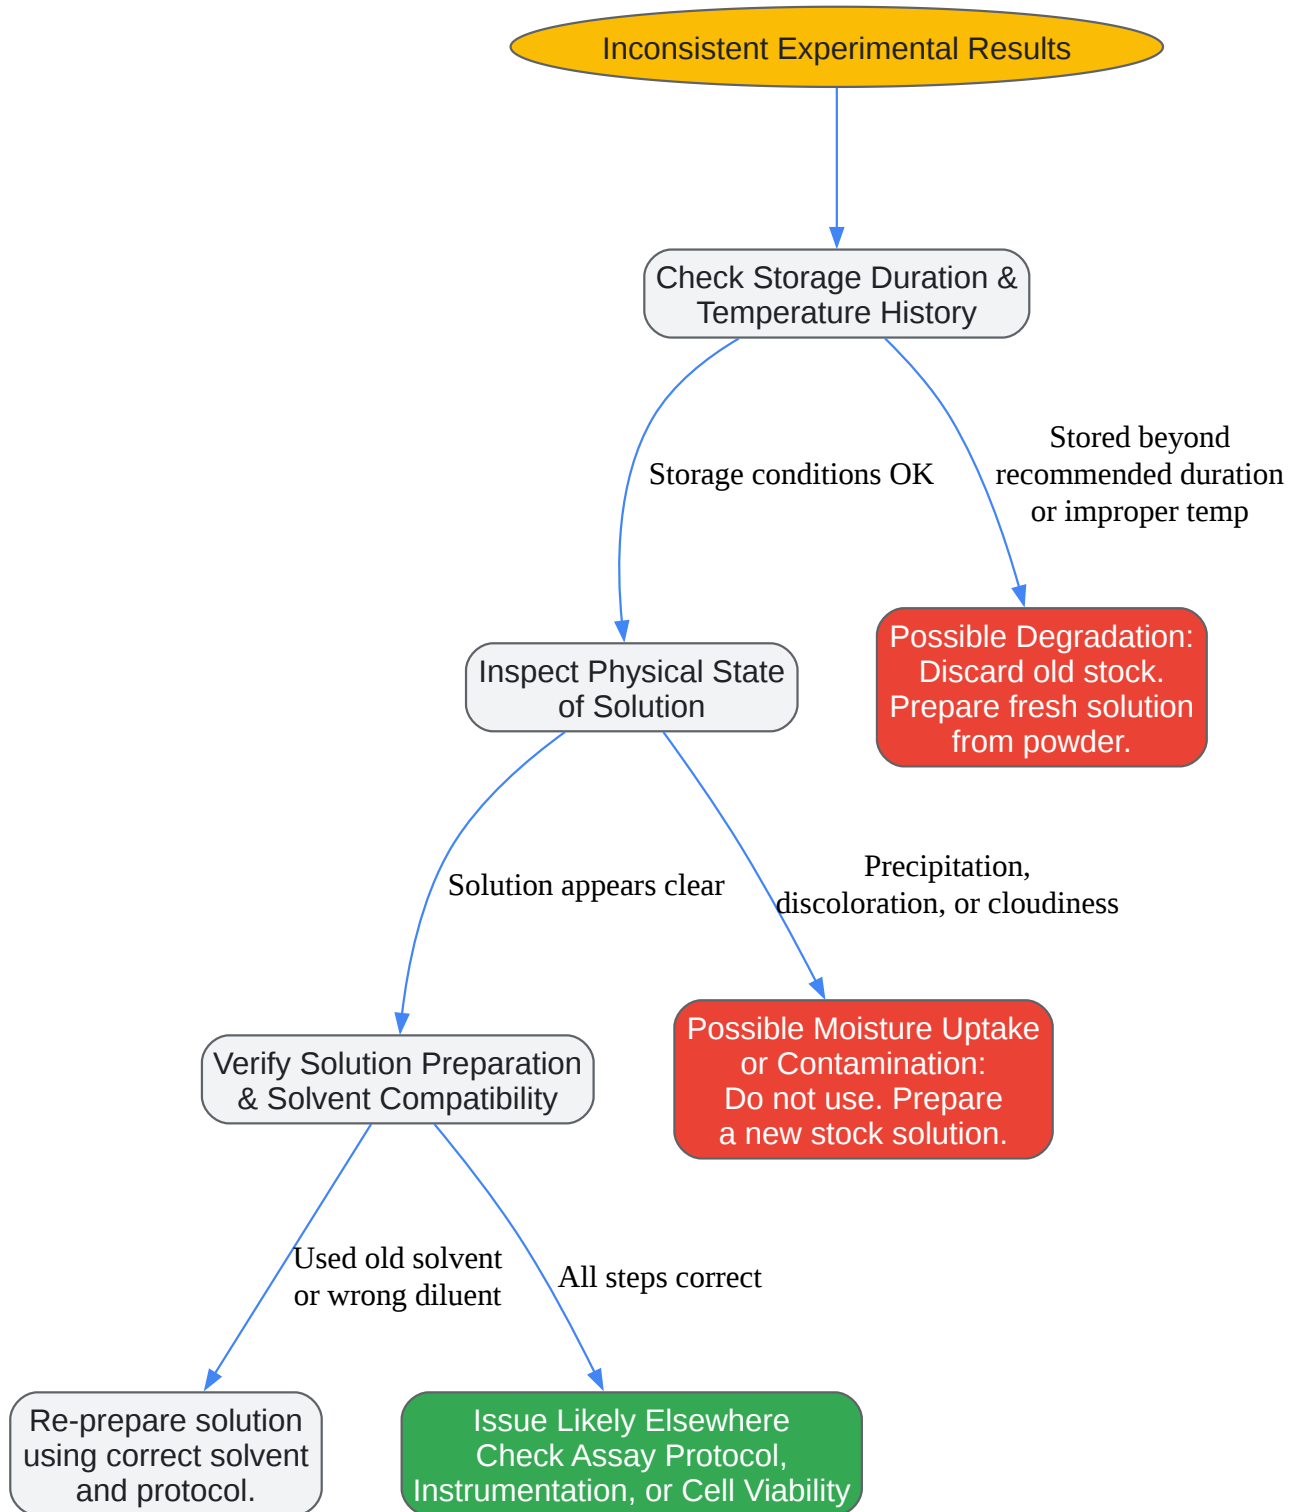 Inconsistent Experimental Results
Check Storage Duration &
Temperature History
Storage conditions OK
Stored beyond
recommended duration
or improper temp
Inspect Physical State
of Solution
Possible Degradation:
Discard old stock.
Prepare fresh solution
from powder.
Solution appears clear
Precipitation,
discoloration, or cloudiness
Verify Solution Preparation
& Solvent Compatibility
Possible Moisture Uptake
or Contamination:
Do not use. Prepare
a new stock solution.
Used old solvent
or wrong diluent
All steps correct
Re-prepare solution
using correct solvent
and protocol.
Issue Likely Elsewhere
Check Assay Protocol,
Instrumentation, or Cell Viability